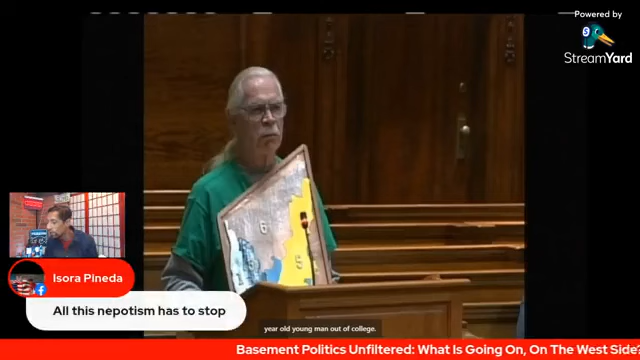 Powered by
StreamYard
Isora Pineda
All this nepotism has to stop
year old young man out of college.
Basement Politics Unfiltered: What Is Going On, On The West Side?